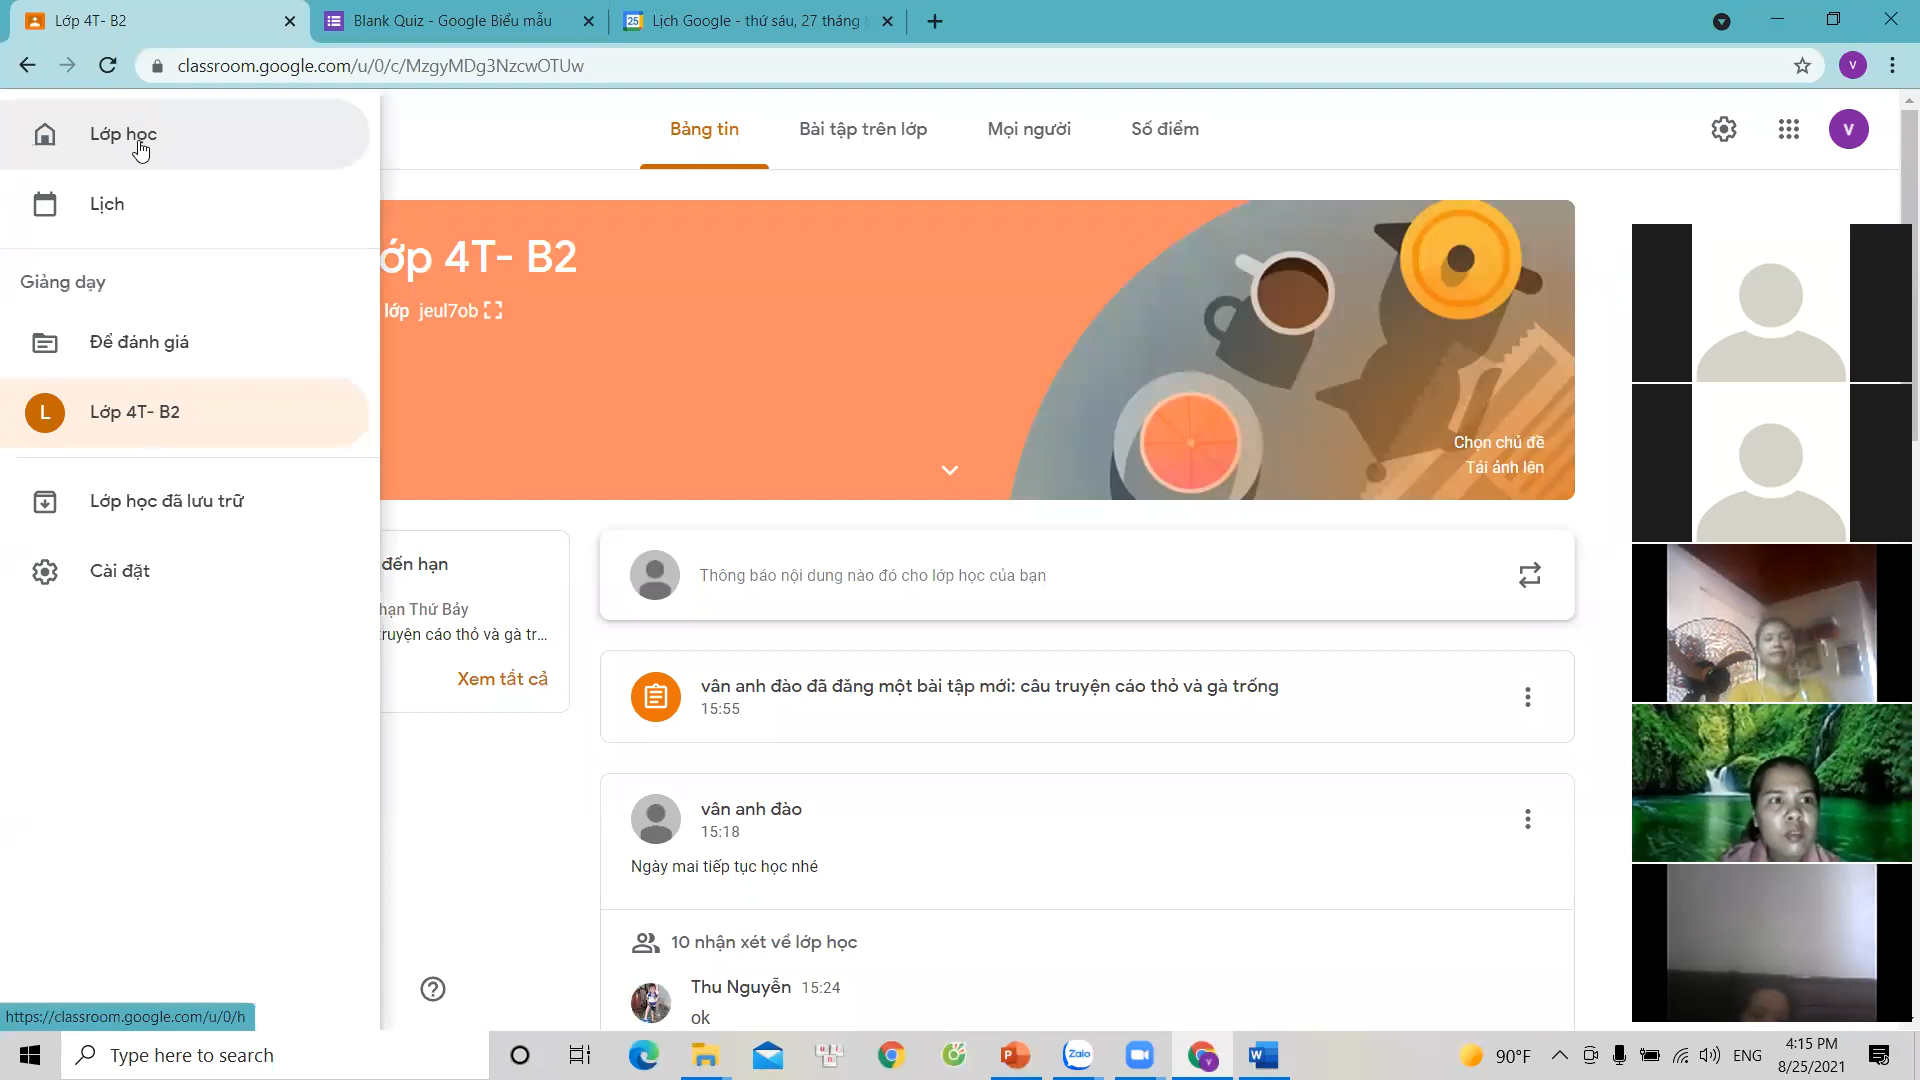 Lớp 4T- B2
Blank Quiz - Google Biểu mẫu
Lịch Google - thứ sáu, 27 tháng
classroom.google.com/u/0/c/MzgyMDg3NzcwOTUw
V
Lớp học
Lịch
Giảng dạy
Để đánh giá
L
Lớp 4T- B2
Lớp học đã lưu trữ
Cài đặt
Bảng tin
Bài tập trên lớp
Mọi người
Số điểm
V
ớp 4T- B2
lớp jeul7ob
Chọn chủ đề
Tải ảnh lên
đến hạn
hạn Thứ Bảy
truyện cáo thỏ và gà tr...
Xem tất cả
Thông báo nội dung nào đó cho lớp học của bạn
vân anh đào đã đăng một bài tập mới: câu truyện cáo thỏ và gà trống
15:55
vân anh đào
15:18
Ngày mai tiếp tục học nhé
10 nhận xét về lớp học
Thu Nguyễn 15:24
ok
https://classroom.google.com/u/0/h
Type here to search
Zalo
90°F
ENG
4:15 PM
8/25/2021